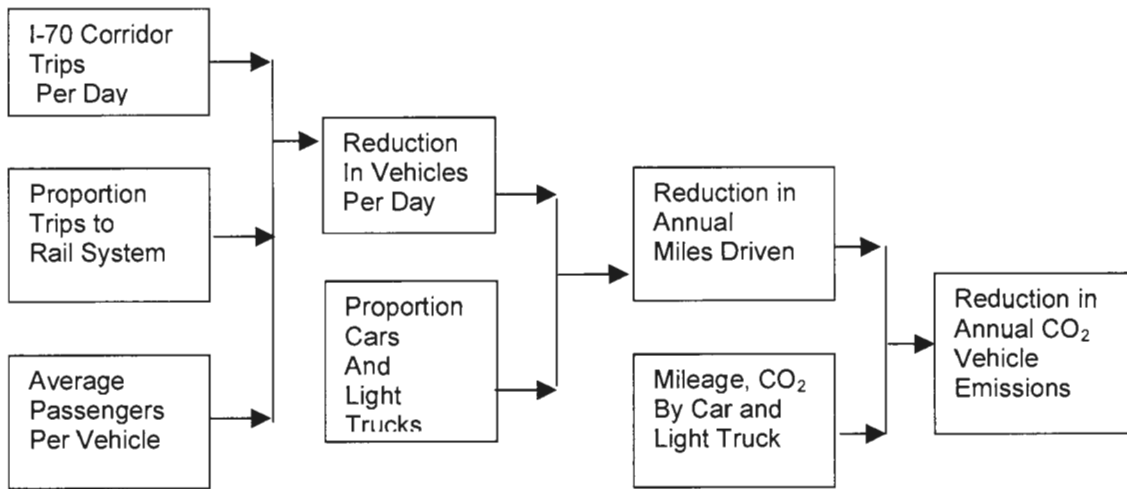 I-70 Corridor
Trips
Per Day
Proportion
Trips to
Rail System
Average
Passengers
Per Vehicle
Reduction
In Vehicles
Per Day
Proportion
Cars
And
Light
Trucks
Reduction in
Annual
Miles Driven
Mileage, CO₂
By Car and
Light Truck
Reduction in
Annual CO₂
Vehicle
Emissions